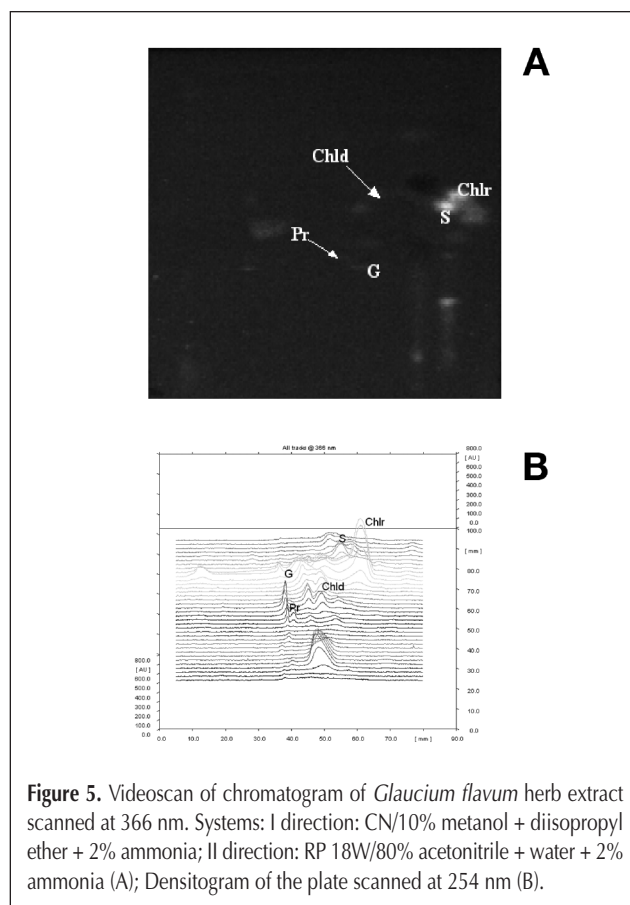 A
Chld
Chlr
S
Pr
G
B
All tracks @ 366 nm
800.0
[ AU ]
600.0
500.0
400.0
300.0
200.0
100.0
0.0
Chlr
100.0
S
[ mm ]
G
80.0
Chld
70.0
Pr
60.0
50.0
40.0
800.0
[ AU ]
30.0
600.0
500.0
20.0
400.0
300.0
10.0
200.0
100.0
0.0
0.0
0.0 10.0 20.0 30.0 40.0 50.0 60.0 70.0 [ mm ] 90.0
Figure 5. Videoscan of chromatogram of Glaucium flavum herb extract
scanned at 366 nm. Systems: I direction: CN/10% metanol + diisopropyl
ether + 2% ammonia; II direction: RP 18W/80% acetonitrile + water + 2%
ammonia (A); Densitogram of the plate scanned at 254 nm (B).